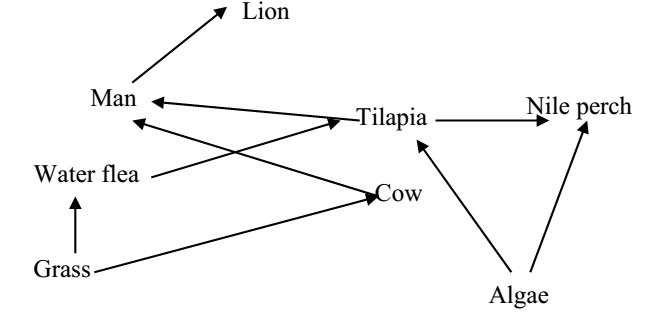 Lion
Man
Tilapia
Nile perch
Water flea
Cow
Grass
Algae